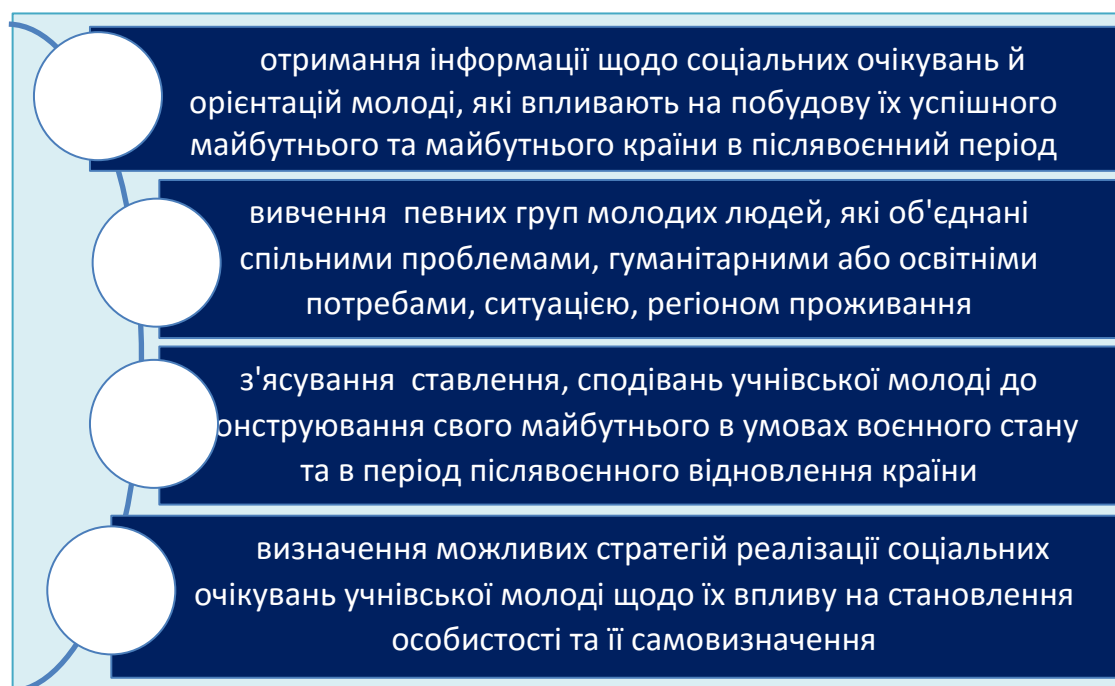 отримання інформації щодо соціальних очікувань й
орієнтацій молоді, які впливають на побудову їх успішного
майбутнього та майбутнього країни в післявоєнний період
вивчення певних груп молодих людей, які об'єднані
спільними проблемами, гуманітарними або освітніми
потребами, ситуацією, регіоном проживання
з'ясування ставлення, сподівань учнівської молоді до
онструювання свого майбутнього в умовах воєнного стану
та в період післявоєнного відновлення країни
визначення можливих стратегій реалізації соціальних
очікувань учнівської молоді щодо їх впливу на становлення
особистості та її самовизначення